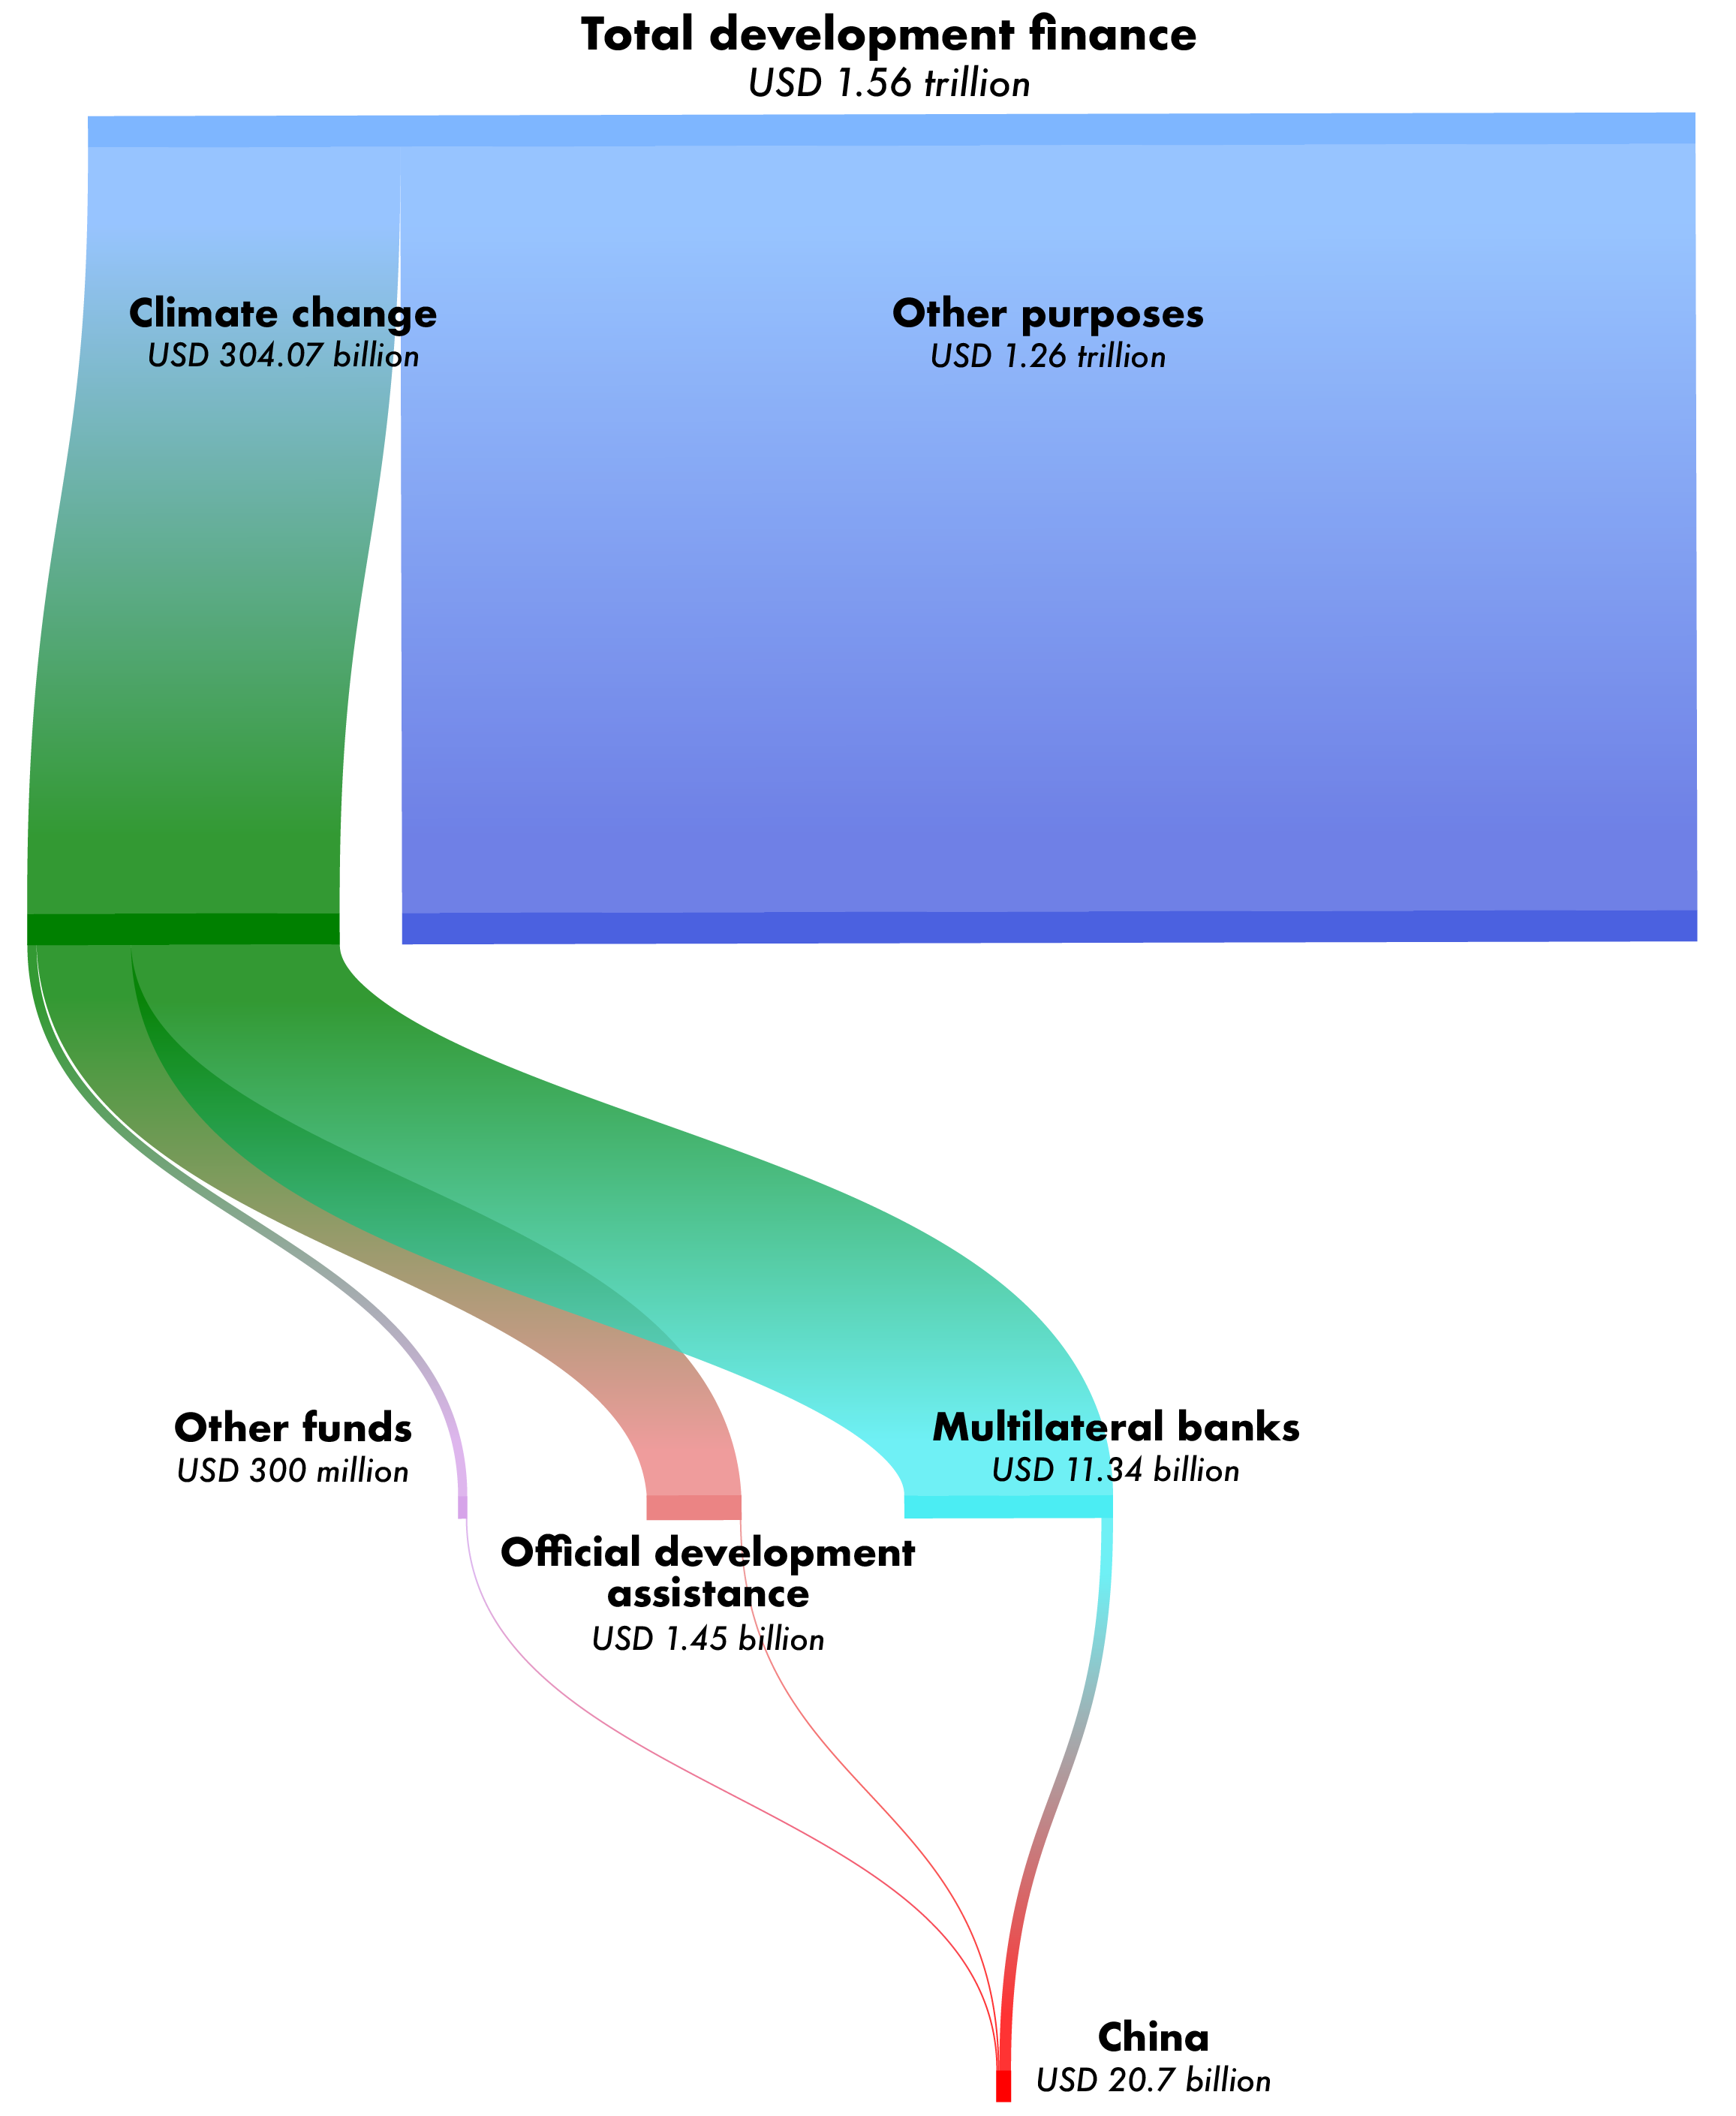 Total development finance
USD 1.56 trillion
Climate change
USD 304.07 billion
Other purposes
USD 1.26 trillion
Other funds
USD 300 million
Multilateral banks
USD 11.34 billion
Official development
assistance
USD 1.45 billion
China
USD 20.7 billion